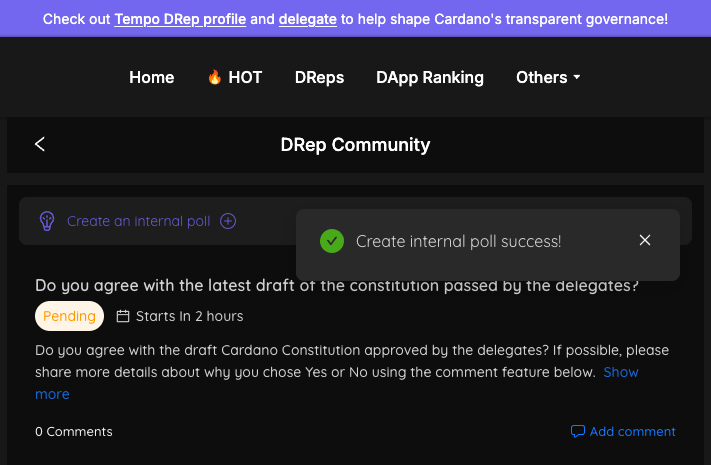 Check out Tempo DRep profile and delegate to help shape Cardano's transparent governance!
Home 🔥 HOT DReps DApp Ranking Others
DRep Community
Create an internal poll
Create internal poll success!
Do you agree with the latest draft of the constitution passed by the delegates?
Pending Starts In 2 hours
Do you agree with the draft Cardano Constitution approved by the delegates? If possible, please
share more details about why you chose Yes or No using the comment feature below. Show
more
0 Comments Add comment